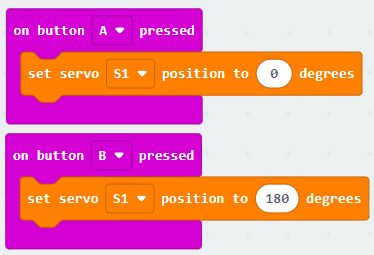 on button A pressed
set servo S1 position to 0 degrees
on button B pressed
set servo S1 position to 180 degrees